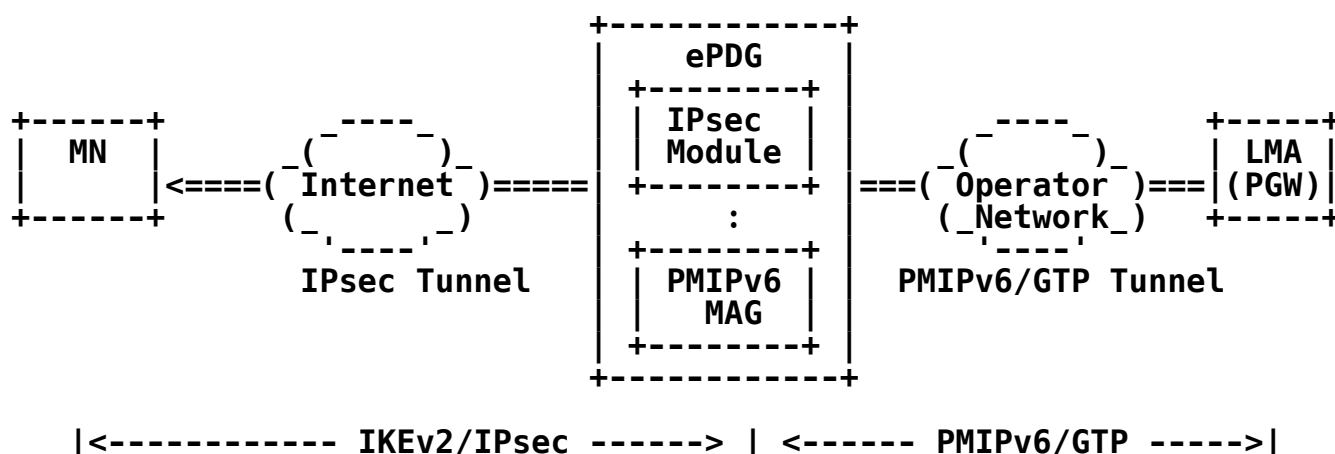 +------------+
|    ePDG    |
| +--------+ |
+------+ _----_ | | IPsec | | _----_ +-----+
| MN | _( )_ | | Module | | _( )_ | LMA |
| |<====( Internet )=====| +--------+ |===( Operator )===|(PGW)|
+------+ (_ _) | : | (_Network_) +-----+
'----' | +--------+ | '----'
IPsec Tunnel | | PMIPv6 | | PMIPv6/GTP Tunnel
| | MAG | |
| +--------+ |
+------------+
|<------------ IKEv2/IPsec ------> | <------ PMIPv6/GTP ----->|